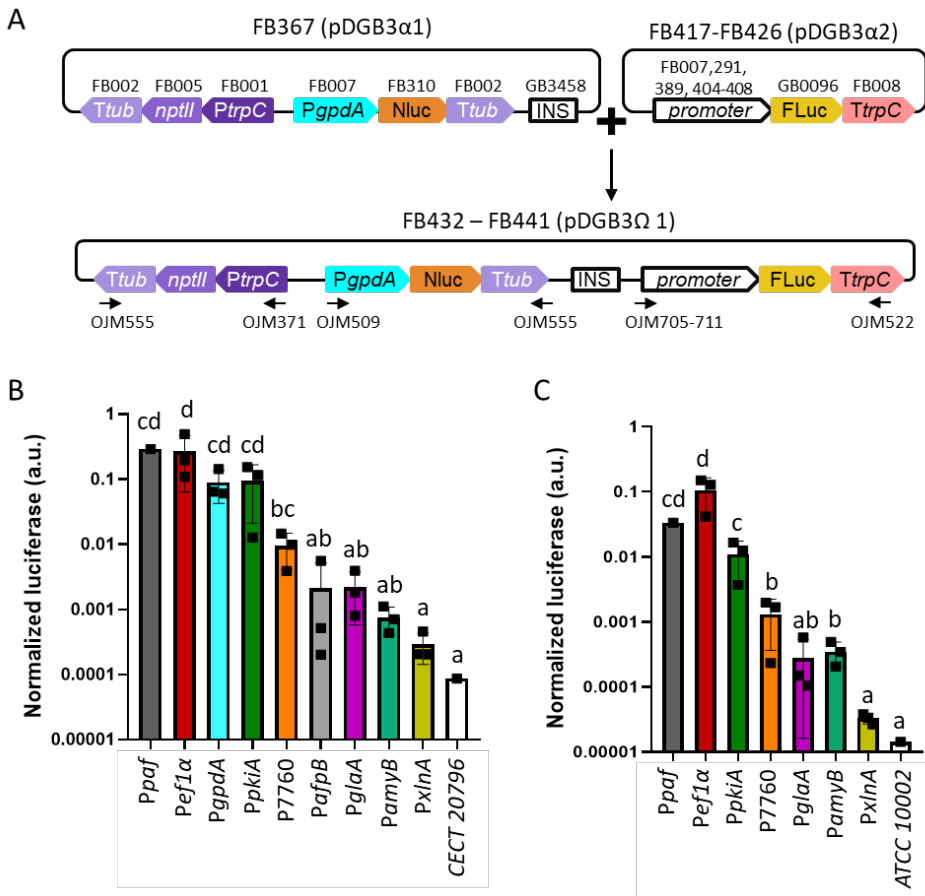 A
FB367 (pDGB3α1)
FB417-FB426 (pDGB3α2)
FB002 FB005 FB001 FB007 FB310 FB002 GB3458
FB007,291,
389, 404-408
GB0096 FB008
Ttub nptII PtrpC PgpdA Nluc Ttub INS
+
promoter FLuc TtrpC
FB432 – FB441 (pDGB3Ω 1)
Ttub nptII PtrpC PgpdA Nluc Ttub INS promoter FLuc TtrpC
OJM555 OJM371 OJM509 OJM555 OJM705-711 OJM522
B
Normalized luciferase (a.u.)
1
0.1
0.01
0.001
0.0001
0.00001
cd d cd cd bc ab ab ab a a
Ppaf
Pef1α
PgpdA
PpkiA
P7760
PafpB
PglaA
PamyB
PxlnA
CECT 20796
C
Normalized luciferase (a.u.)
1
0.1
0.01
0.001
0.0001
0.00001
cd d c b ab b a a
Ppaf
Pef1α
PpkiA
P7760
PglaA
PamyB
PxlnA
ATCC 10002